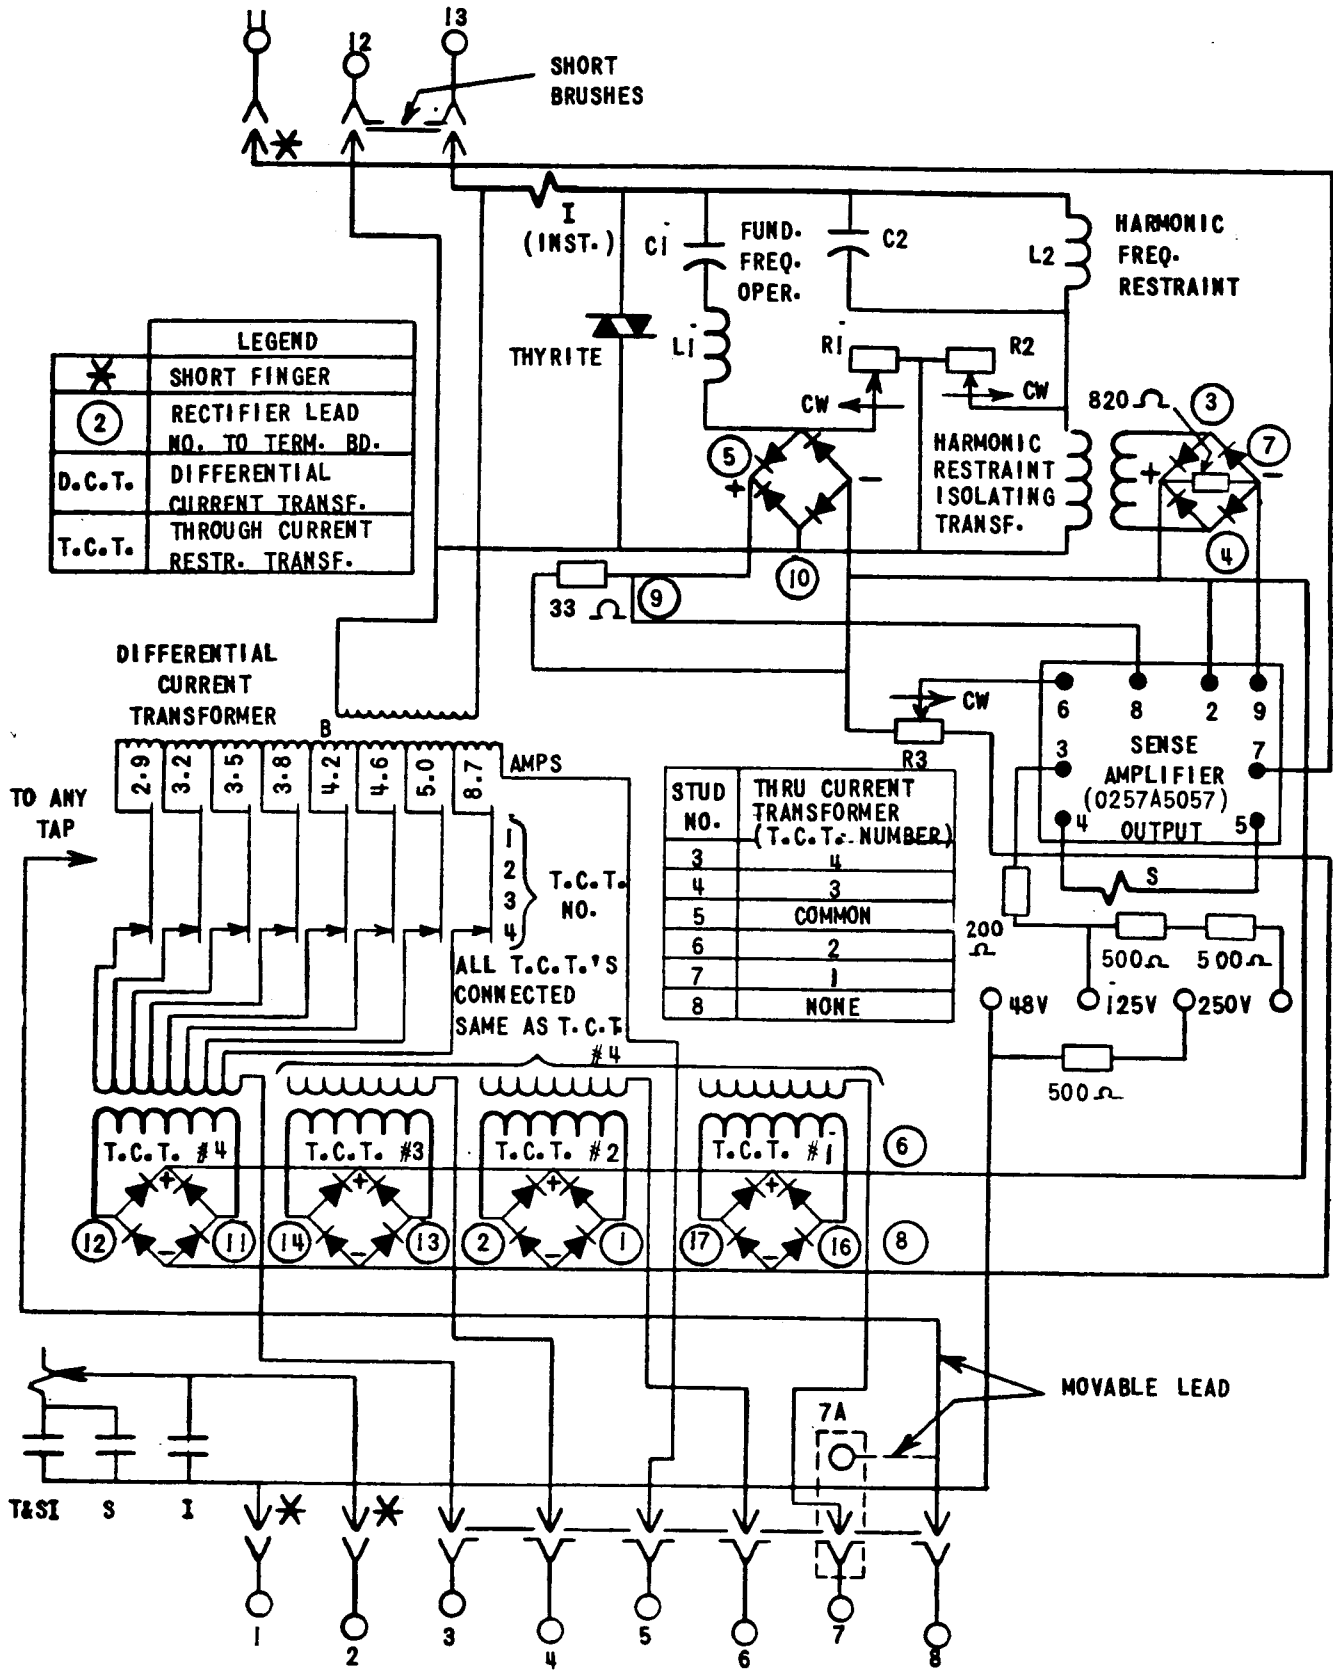 11
12
13
SHORT
BRUSHES
I
(INST.)
C1
FUND.
FREQ.
OPER.
C2
L2
HARMONIC
FREQ.
RESTRAINT
THYRITE
L1
R1
R2
CW
CW
820 Ω
3
7
4
5
+
-
HARMONIC
RESTRAINT
ISOLATING
TRANSF.
+
-
LEGEND
* SHORT FINGER
2 RECTIFIER LEAD
NO. TO TERM. BD.
D.C.T. DIFFERENTIAL
CURRENT TRANSF.
T.C.T. THROUGH CURRENT
RESTR. TRANSF.
33 Ω
9
10
DIFFERENTIAL
CURRENT
TRANSFORMER
B
2.9 3.2 3.5 3.8 4.2 4.6 5.0 8.7 AMPS
TO ANY
TAP
1
2
3
4
T.C.T.
NO.
ALL T.C.T.'S
CONNECTED
SAME AS T.C.T
#4
CW
R3
6 8 2 9
3 SENSE 7
AMPLIFIER
(0257A5057)
4 OUTPUT 5
S
STUD NO. THRU CURRENT TRANSFORMER (T.C.T. NUMBER)
3 4
4 3
5 COMMON
6 2
7 1
8 NONE
200
Ω
500Ω 500Ω
48V 125V 250V
500Ω
T.C.T. #4 T.C.T. #3 T.C.T. #2 T.C.T. #1 6
+ + + +
12 11 14 13 2 1 17 16 8
- - - -
MOVABLE LEAD
7A
T&SI S I * *
1 2 3 4 5 6 7 8